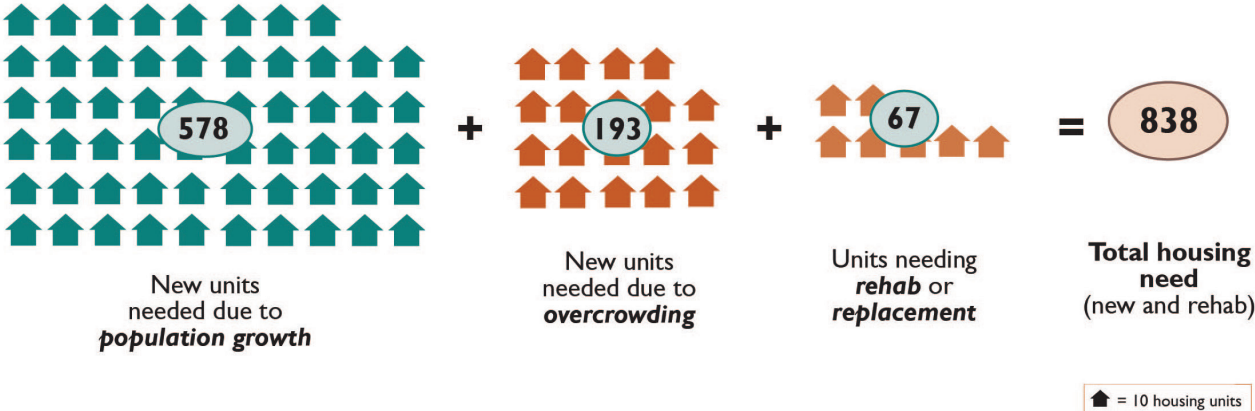 578
+
193
+
67
=
838
New units
needed due to
population growth
New units
needed due to
overcrowding
Units needing
rehab or
replacement
Total housing
need
(new and rehab)
= 10 housing units